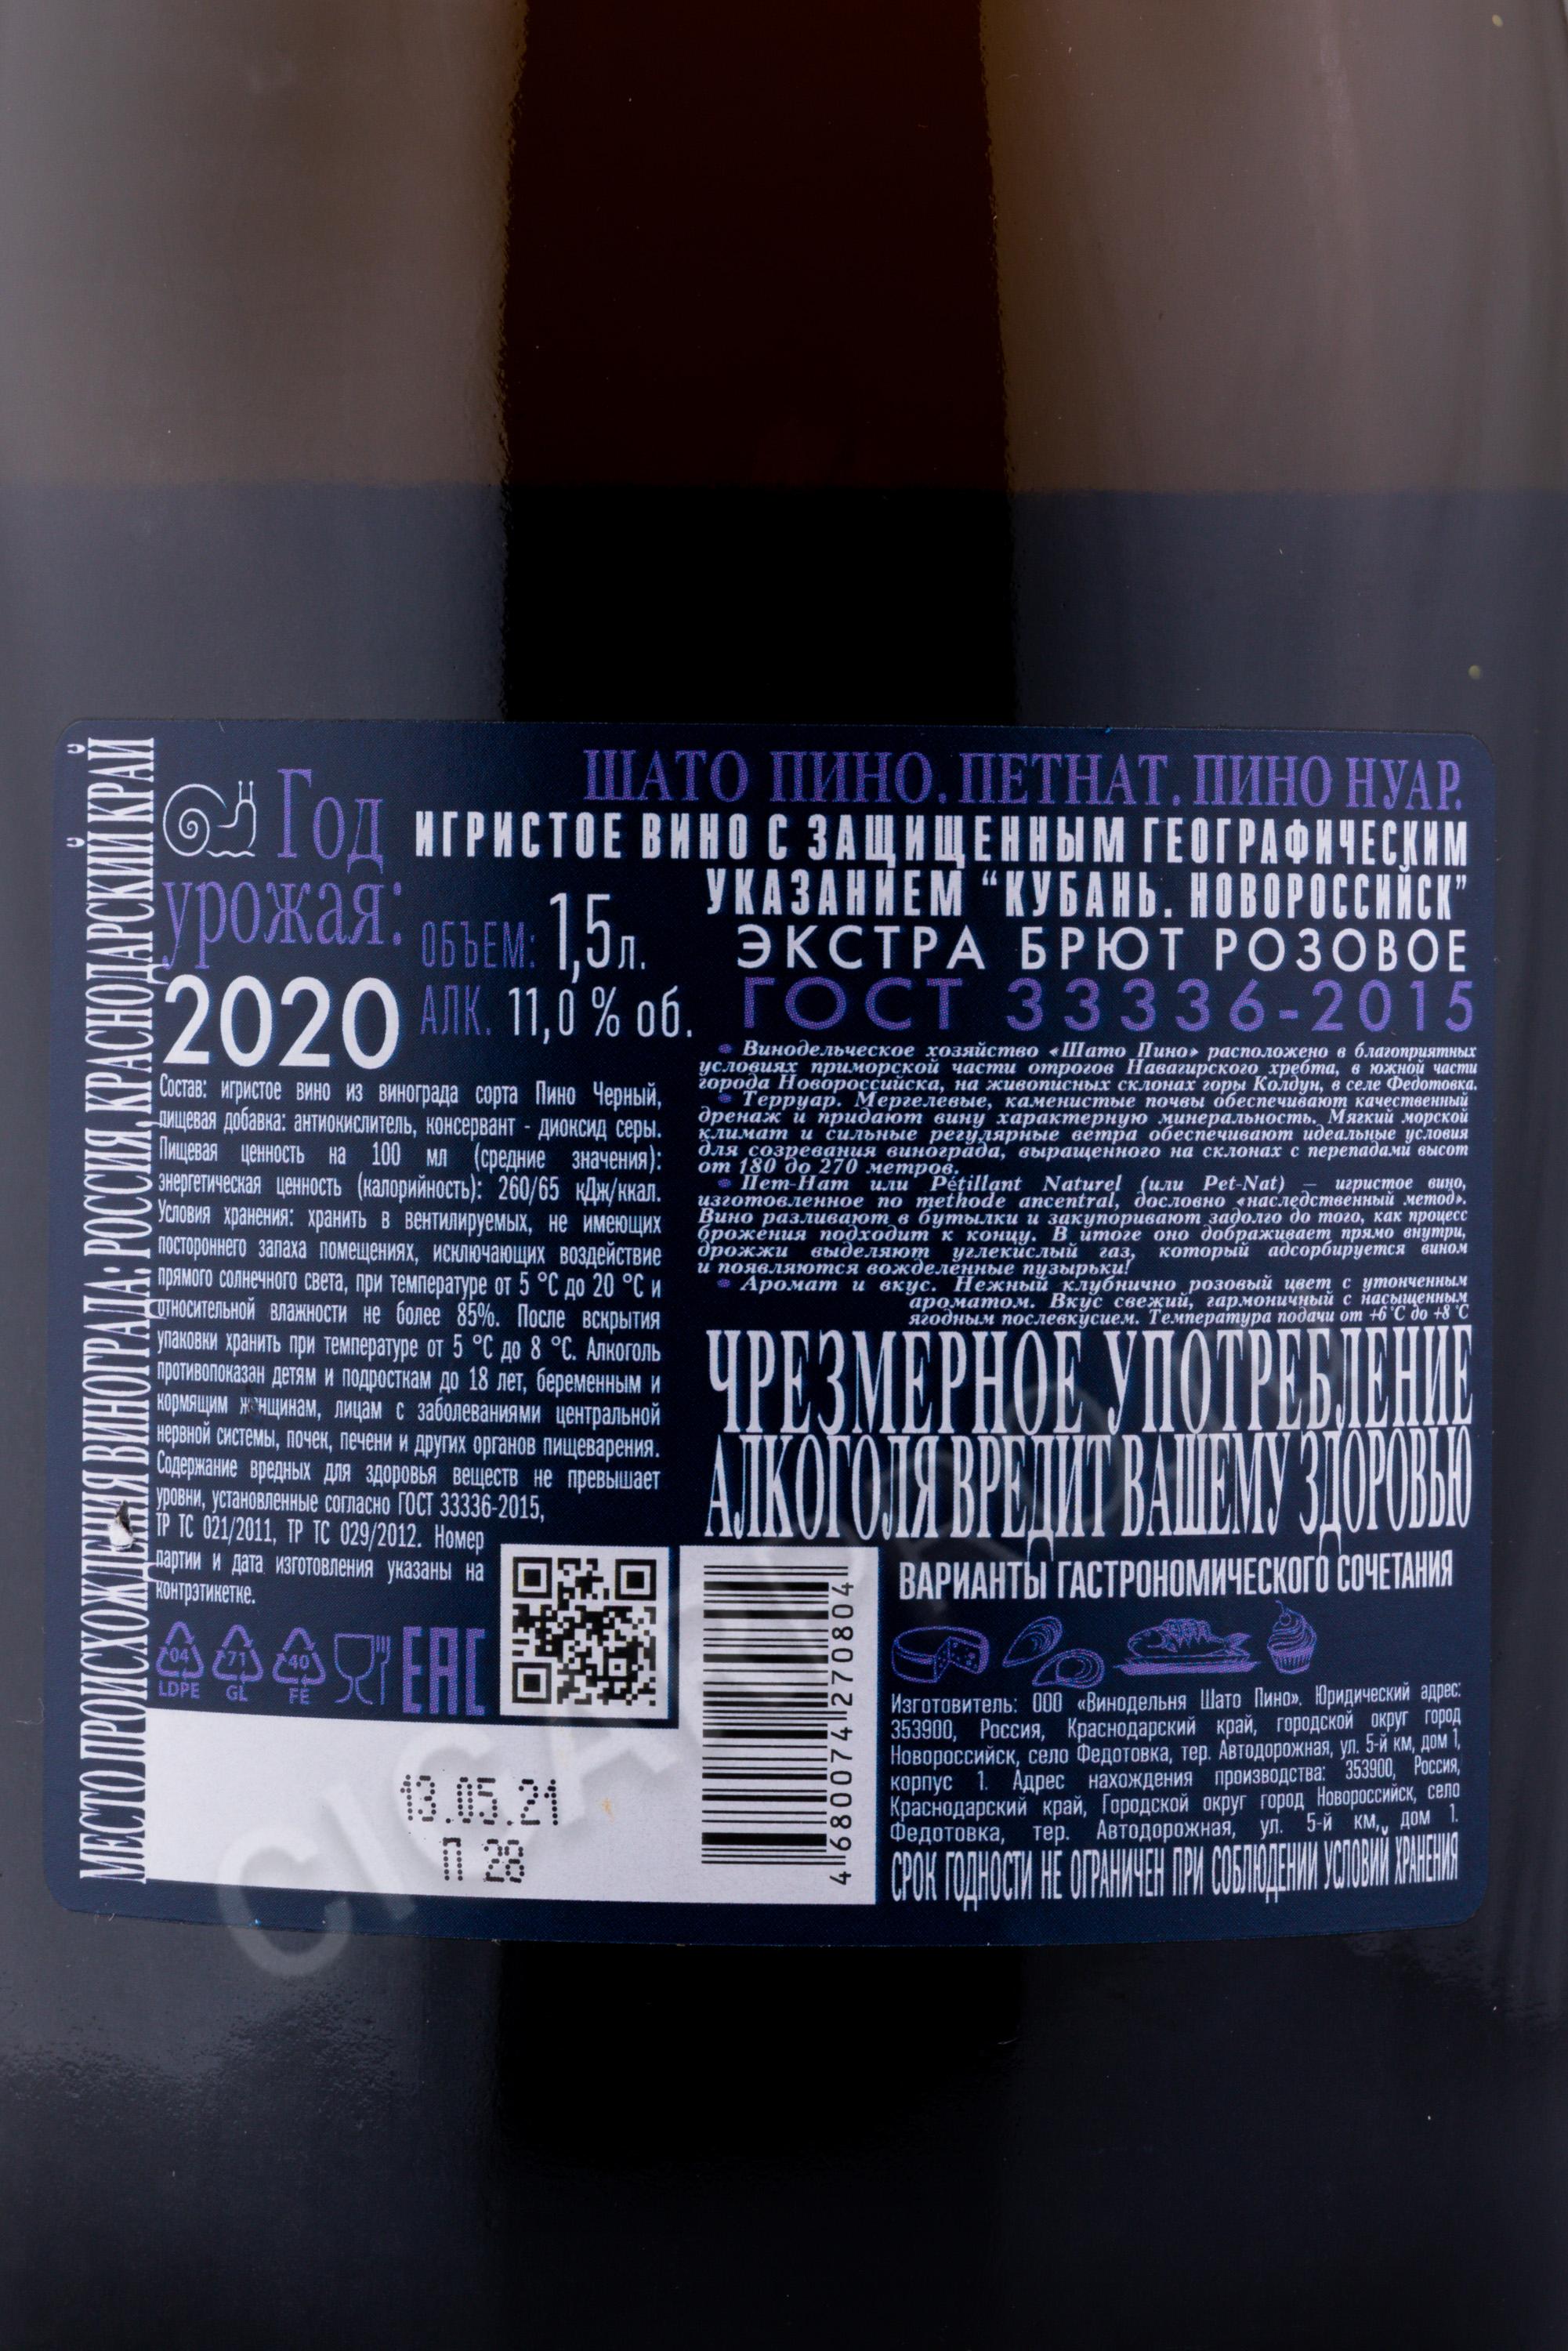 МЕСТО ПРОИСХОЖДЕНИЯ ВИНОГРАДА: РОССИЯ, КРАСНОДАРСКИЙ КРАЙ
Год
урожая:
2020
ОБЪЕМ: 1,5 л.
АЛК. 11,0 % об.
ШАТО ПИНО. ПЕТНАТ. ПИНО НУАР.
ИГРИСТОЕ ВИНО С ЗАЩИЩЕННЫМ ГЕОГРАФИЧЕСКИМ
УКАЗАНИЕМ “КУБАНЬ. НОВОРОССИЙСК”
ЭКСТРА БРЮТ РОЗОВОЕ
ГОСТ 33336-2015
Состав: игристое вино из винограда сорта Пино Черный,
пищевая добавка: антиокислитель, консервант - диоксид серы.
Пищевая ценность на 100 мл (средние значения):
энергетическая ценность (калорийность): 260/65 кДж/ккал.
Условия хранения: хранить в вентилируемых, не имеющих
постороннего запаха помещениях, исключающих воздействие
прямого солнечного света, при температуре от 5 °С до 20 °С и
относительной влажности не более 85%. После вскрытия
упаковки хранить при температуре от 5 °С до 8 °С. Алкоголь
противопоказан детям и подросткам до 18 лет, беременным и
кормящим женщинам, лицам с заболеваниями центральной
нервной системы, почек, печени и других органов пищеварения.
Содержание вредных для здоровья веществ не превышает
уровни, установленные согласно ГОСТ 33336-2015,
ТР ТС 021/2011, ТР ТС 029/2012. Номер
партии и дата изготовления указаны на
контрэтикетке.
04 71 40
LDPE GL FE
EAC
13.05.21
П 28
• Винодельческое хозяйство «Шато Пино» расположено в благоприятных
условиях приморской части отрогов Навагирского хребта, в южной части
города Новороссийска, на живописных склонах горы Колдун, в селе Федотовка.
• Терруар. Мергелевые, каменистые почвы обеспечивают качественный
дренаж и придают вину характерную минеральность. Мягкий морской
климат и сильные регулярные ветра обеспечивают идеальные условия
для созревания винограда, выращенного на склонах с перепадами высот
от 180 до 270 метров.
• Пет-Нат или Pétillant Naturel (или Pet-Nat) — игристое вино,
изготовленное по methode ancentral, дословно «наследственный метод».
Вино разливают в бутылки и закупоривают задолго до того, как процесс
брожения подходит к концу. В итоге оно дображивает прямо внутри,
дрожжи выделяют углекислый газ, который адсорбируется вином
и появляются вожделенные пузырьки!
• Аромат и вкус. Нежный клубнично розовый цвет с утонченным
ароматом. Вкус свежий, гармоничный с насыщенным
ягодным послевкусием. Температура подачи от +6°С до +8°С
ЧРЕЗМЕРНОЕ УПОТРЕБЛЕНИЕ
АЛКОГОЛЯ ВРЕДИТ ВАШЕМУ ЗДОРОВЬЮ
4 680074 270804
ВАРИАНТЫ ГАСТРОНОМИЧЕСКОГО СОЧЕТАНИЯ
Изготовитель: ООО «Винодельня Шато Пино». Юридический адрес:
353900, Россия, Краснодарский край, городской округ город
Новороссийск, село Федотовка, тер. Автодорожная, ул. 5-й км, дом 1,
корпус 1. Адрес нахождения производства: 353900, Россия,
Краснодарский край, Городской округ город Новороссийск, село
Федотовка, тер. Автодорожная, ул. 5-й км, дом 1.
СРОК ГОДНОСТИ НЕ ОГРАНИЧЕН ПРИ СОБЛЮДЕНИИ УСЛОВИЙ ХРАНЕНИЯ